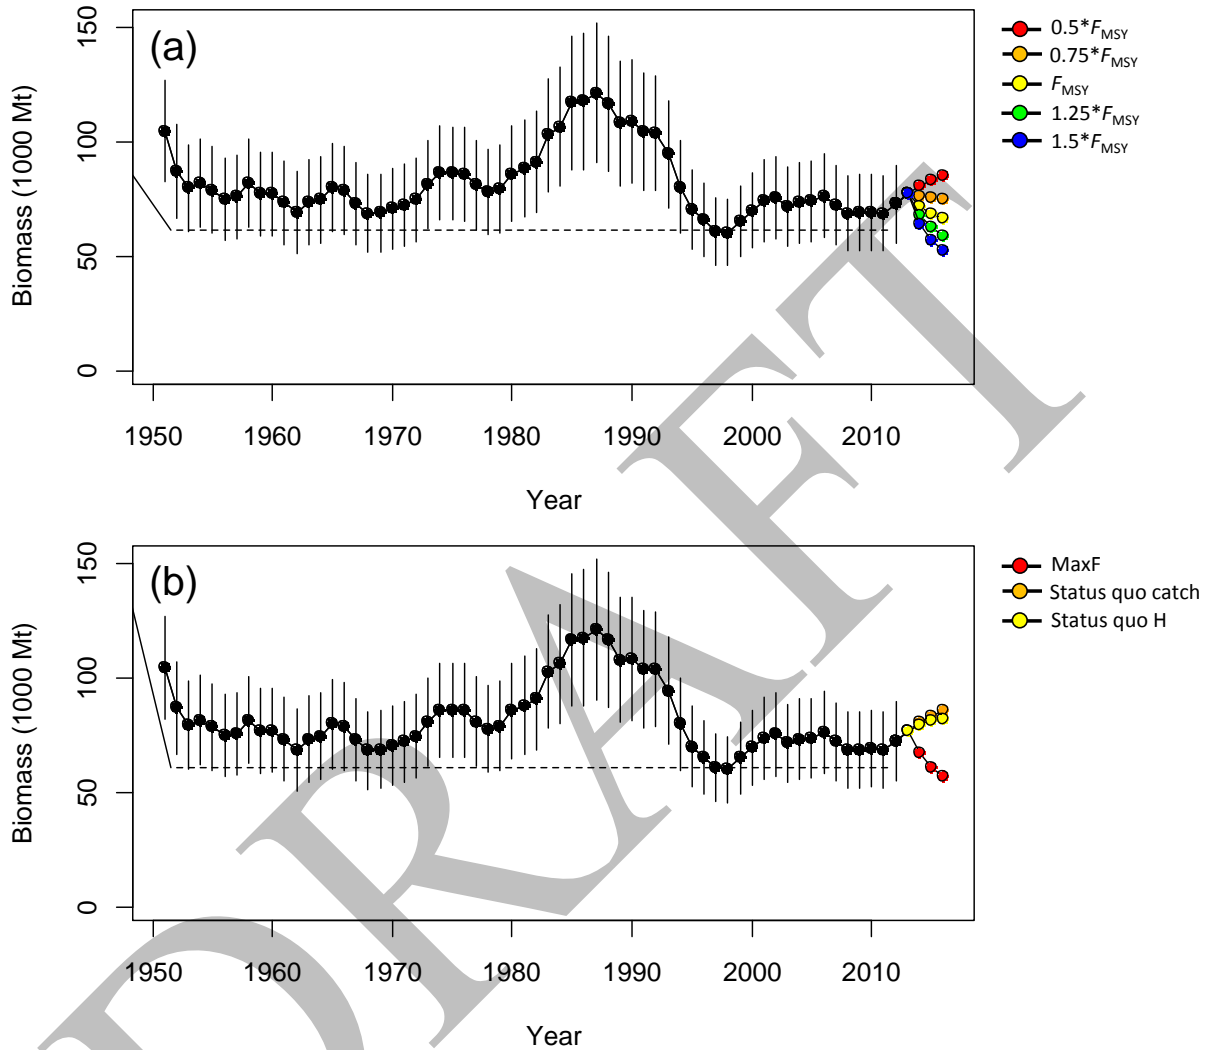 (a)
150
100
50
0
Biomass (1000 Mt)
1950 1960 1970 1980 1990 2000 2010
Year
0.5*FMSY
0.75*FMSY
FMSY
1.25*FMSY
1.5*FMSY
(b)
150
100
50
0
Biomass (1000 Mt)
1950 1960 1970 1980 1990 2000 2010
Year
MaxF
Status quo catch
Status quo H
DRAFT